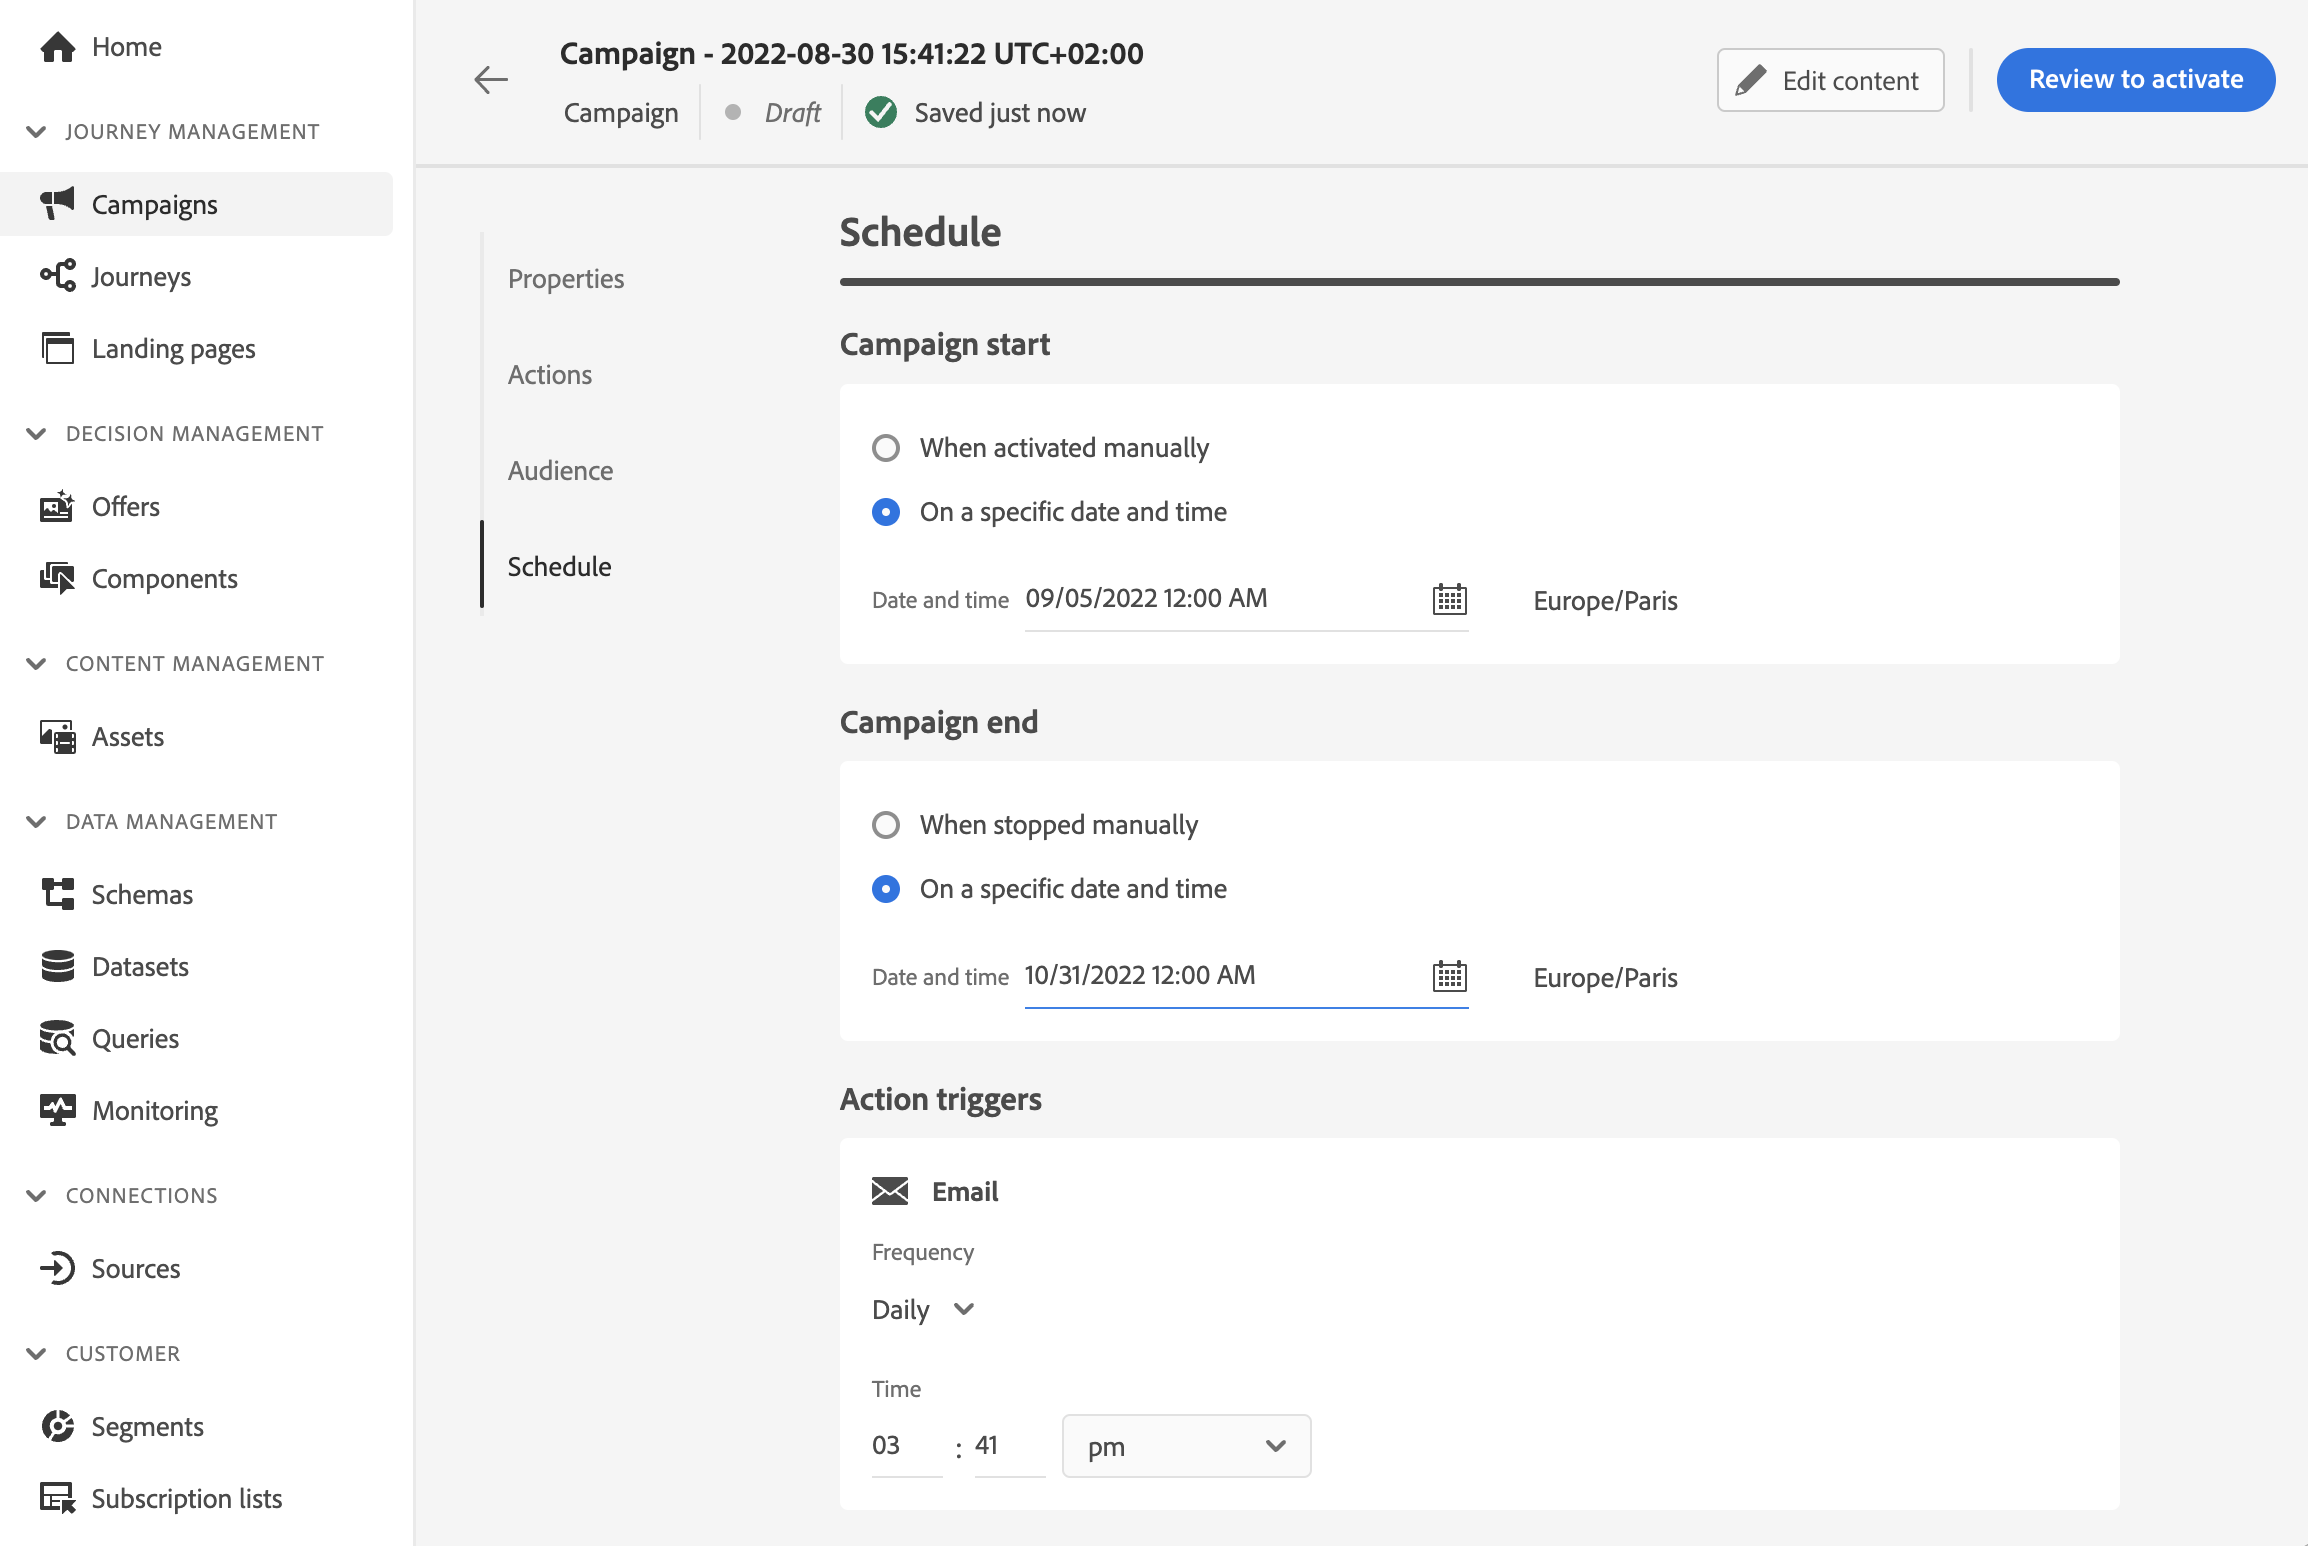 Home
JOURNEY MANAGEMENT
Campaigns
Journeys
Landing pages
DECISION MANAGEMENT
Offers
Components
CONTENT MANAGEMENT
Assets
DATA MANAGEMENT
Schemas
Datasets
Queries
Monitoring
CONNECTIONS
Sources
CUSTOMER
Segments
Subscription lists
Campaign - 2022-08-30 15:41:22 UTC+02:00
Campaign Draft Saved just now
Edit content
Review to activate
Properties
Actions
Audience
Schedule
Schedule
Campaign start
When activated manually
On a specific date and time
Date and time 09/05/2022 12:00 AM Europe/Paris
Campaign end
When stopped manually
On a specific date and time
Date and time 10/31/2022 12:00 AM Europe/Paris
Action triggers
Email
Frequency
Daily
Time
03 : 41 pm